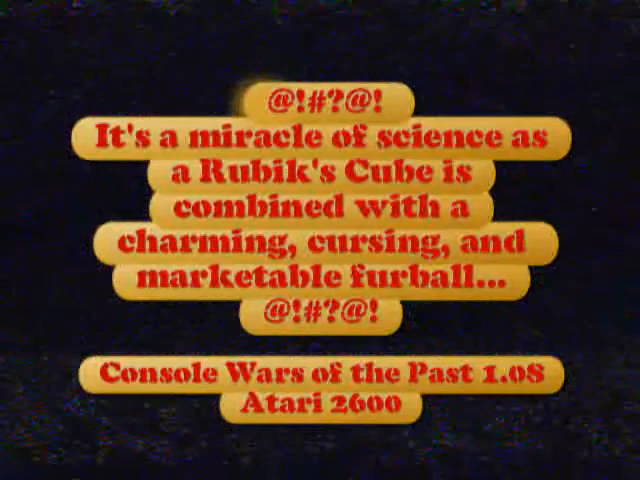 @!#?@!
It's a miracle of science as
a Rubik's Cube is
combined with a
charming, cursing, and
marketable furball...
@!#?@!
Console Wars of the Past 1.08
Atari 2600